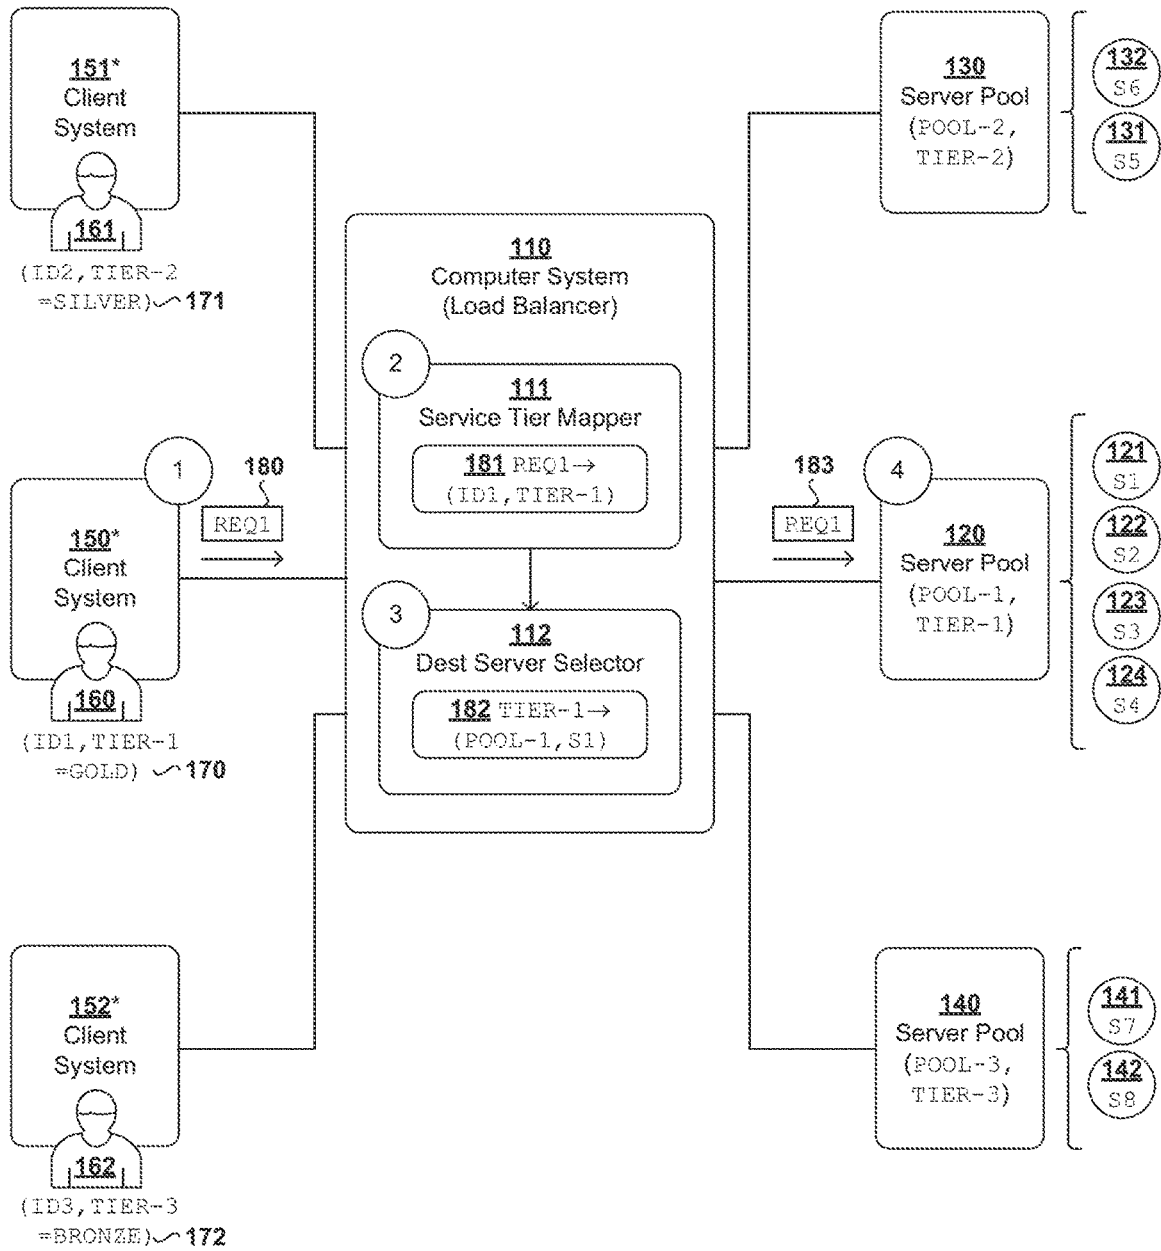 151*
Client
System
161
(ID2,TIER-2
=SILVER) 171
130
Server Pool
(POOL-2,
TIER-2)
132
S6
131
S5
110
Computer System
(Load Balancer)
2
111
Service Tier Mapper
181 REQ1→
(ID1,TIER-1)
3
112
Dest Server Selector
182 TIER-1→
(POOL-1,S1)
1
180
REQ1
150*
Client
System
160
(ID1,TIER-1
=GOLD) 170
183
REQ1
4
120
Server Pool
(POOL-1,
TIER-1)
121
S1
122
S2
123
S3
124
S4
152*
Client
System
162
(ID3,TIER-3
=BRONZE) 172
140
Server Pool
(POOL-3,
TIER-3)
141
S7
142
S8